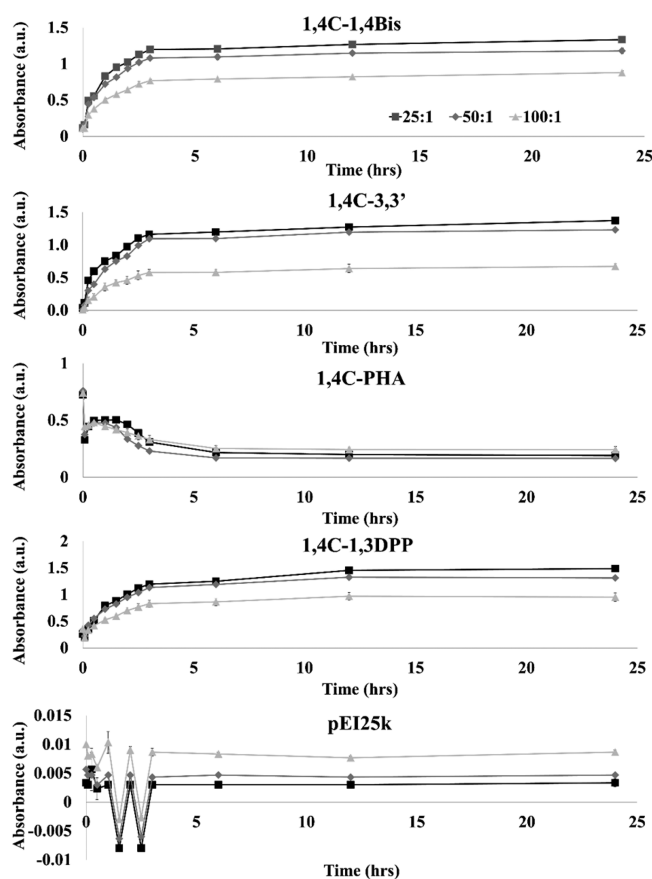 1,4C-1,4Bis
Absorbance (a.u.)
1.5
1
0.5
0
0 5 10 15 20 25
25:1 50:1 100:1
Time (hrs)
1,4C-3,3’
Absorbance (a.u.)
1.5
1.0
0.5
0.0
0 5 10 15 20 25
Time (hrs)
1,4C-PHA
Absorbance (a.u.)
1
0.5
0
0 5 10 15 20 25
Time (hrs)
1,4C-1,3DPP
Absorbance (a.u.)
2
1.5
1
0.5
0
0 5 10 15 20 25
Time (hrs)
pEI25k
Absorbance (a.u.)
0.015
0.01
0.005
0
-0.005
-0.01
0 5 10 15 20 25
Time (hrs)